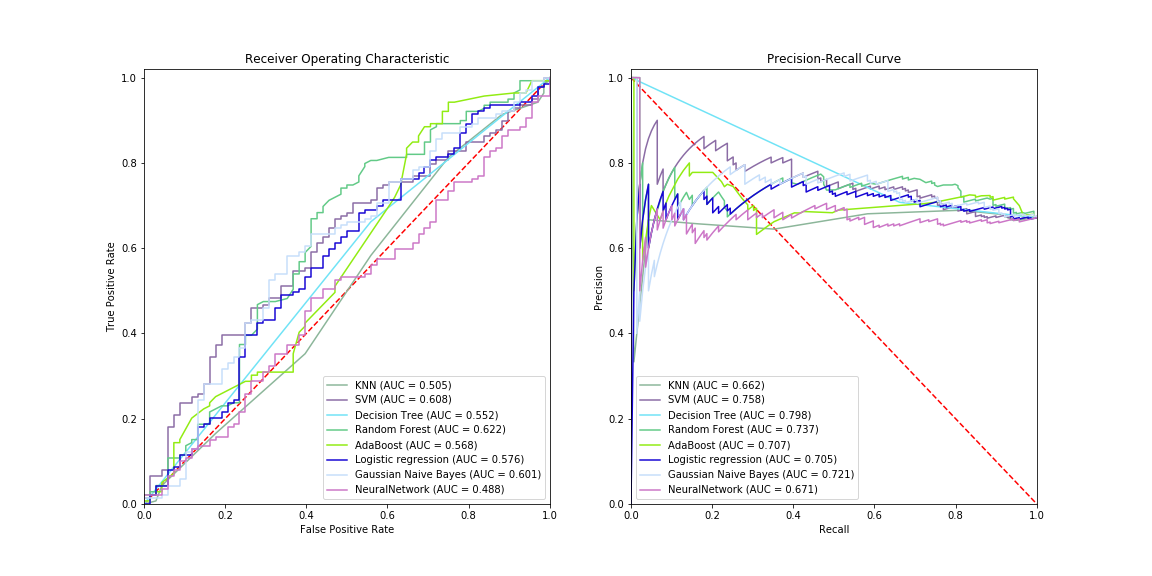 Receiver Operating Characteristic
1.0
0.8
0.6
0.4
0.2
0.0
True Positive Rate
KNN (AUC = 0.505)
SVM (AUC = 0.608)
Decision Tree (AUC = 0.552)
Random Forest (AUC = 0.622)
AdaBoost (AUC = 0.568)
Logistic regression (AUC = 0.576)
Gaussian Naive Bayes (AUC = 0.601)
NeuralNetwork (AUC = 0.488)
0.0 0.2 0.4 0.6 0.8 1.0
False Positive Rate
Precision-Recall Curve
1.0
0.8
0.6
0.4
0.2
0.0
Precision
KNN (AUC = 0.662)
SVM (AUC = 0.758)
Decision Tree (AUC = 0.798)
Random Forest (AUC = 0.737)
AdaBoost (AUC = 0.707)
Logistic regression (AUC = 0.705)
Gaussian Naive Bayes (AUC = 0.721)
NeuralNetwork (AUC = 0.671)
0.0 0.2 0.4 0.6 0.8 1.0
Recall